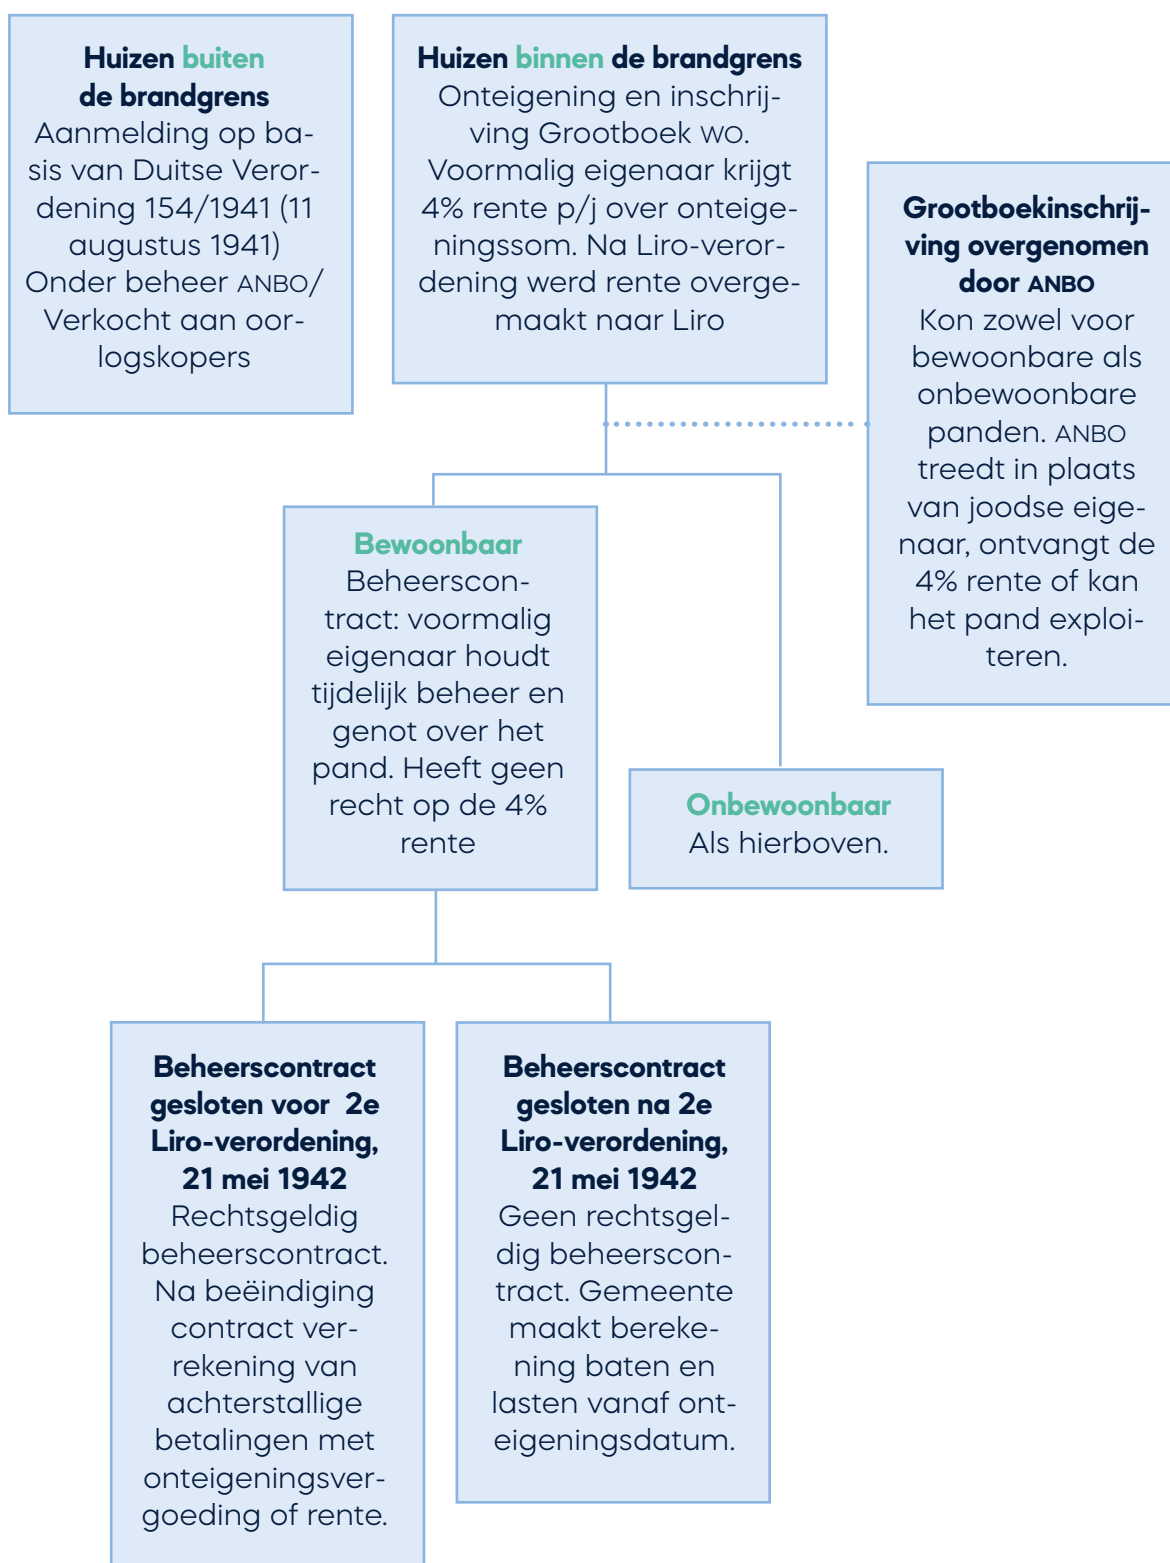 Huizen buiten
de brandgrens
Aanmelding op ba-
sis van Duitse Veror-
dening 154/1941 (11
augustus 1941)
Onder beheer ANBO/
Verkocht aan oor-
logskopers
Huizen binnen de brandgrens
Onteigening en inschrij-
ving Grootboek WO.
Voormalig eigenaar krijgt
4% rente p/j over onteige-
ningssom. Na Liro-veror-
dening werd rente overge-
maakt naar Liro
Grootboekinschrij-
ving overgenomen
door ANBO
Kon zowel voor
bewoonbare als
onbewoonbare
panden. ANBO
treedt in plaats
van joodse eige-
naar, ontvangt de
4% rente of kan
het pand exploi-
teren.
Bewoonbaar
Beheerscon-
tract: voormalig
eigenaar houdt
tijdelijk beheer en
genot over het
pand. Heeft geen
recht op de 4%
rente
Onbewoonbaar
Als hierboven.
Beheerscontract
gesloten voor 2e
Liro-verordening,
21 mei 1942
Rechtsgeldig
beheerscontract.
Na beëindiging
contract ver-
rekening van
achterstallige
betalingen met
onteigeningsver-
goeding of rente.
Beheerscontract
gesloten na 2e
Liro-verordening,
21 mei 1942
Geen rechtsgel-
dig beheerscon-
tract. Gemeente
maakt bereke-
ning baten en
lasten vanaf ont-
eigeningsdatum.